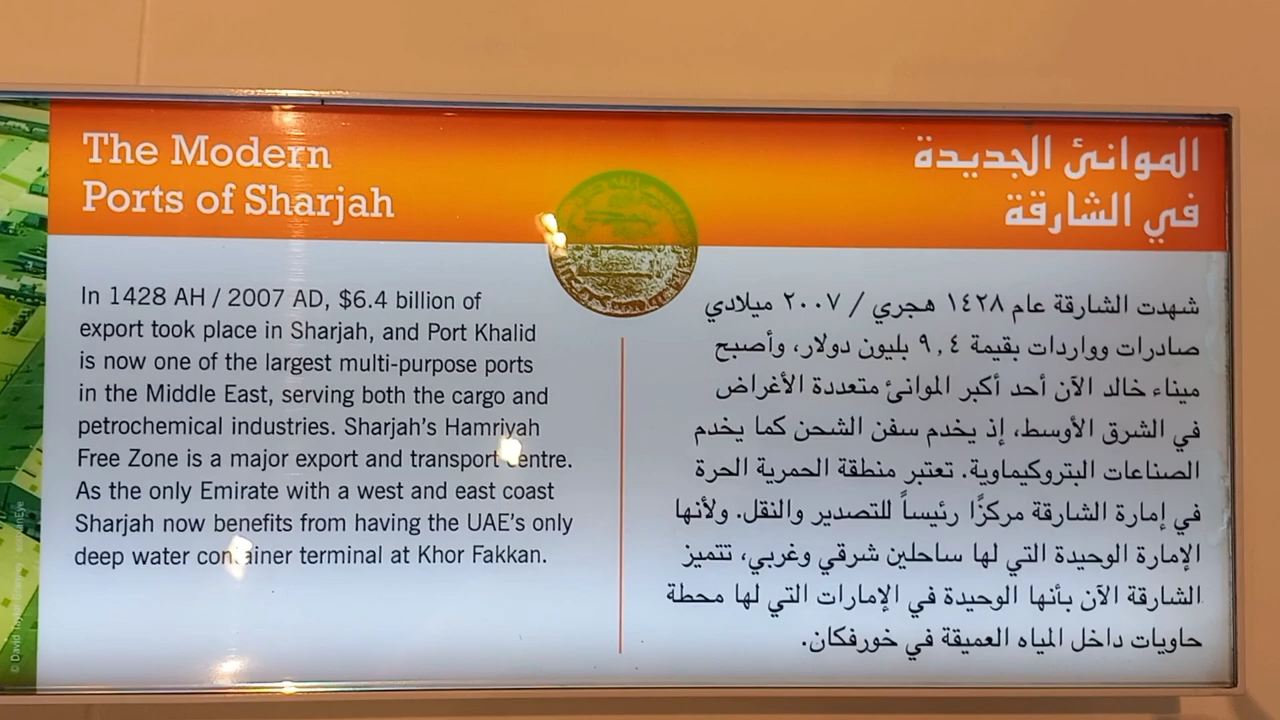 The Modern
Ports of Sharjah
In 1428 AH / 2007 AD, $6.4 billion of
export took place in Sharjah, and Port Khalid
is now one of the largest multi-purpose ports
in the Middle East, serving both the cargo and
petrochemical industries. Sharjah's Hamriyah
Free Zone is a major export and transport centre.
As the only Emirate with a west and east coast
Sharjah now benefits from having the UAE's only
deep water container terminal at Khor Fakkan.
الموانئ الجديدة
في الشارقة
شهدت الشارقة عام ١٤٢٨ هجري / ٢٠٠٧ ميلادي
صادرات وواردات بقيمة ٩,٤ بليون دولار، وأصبح
ميناء خالد الآن أحد أكبر الموانئ متعددة الأغراض
في الشرق الأوسط، إذ يخدم سفن الشحن كما يخدم
الصناعات البتروكيماوية. تعتبر منطقة الحمرية الحرة
في إمارة الشارقة مركزًا رئيساً للتصدير والنقل. ولأنها
الإمارة الوحيدة التي لها ساحلين شرقي وغربي، تتميز
الشارقة الآن بأنها الوحيدة في الإمارات التي لها محطة
حاويات داخل المياه العميقة في خورفكان.
© David